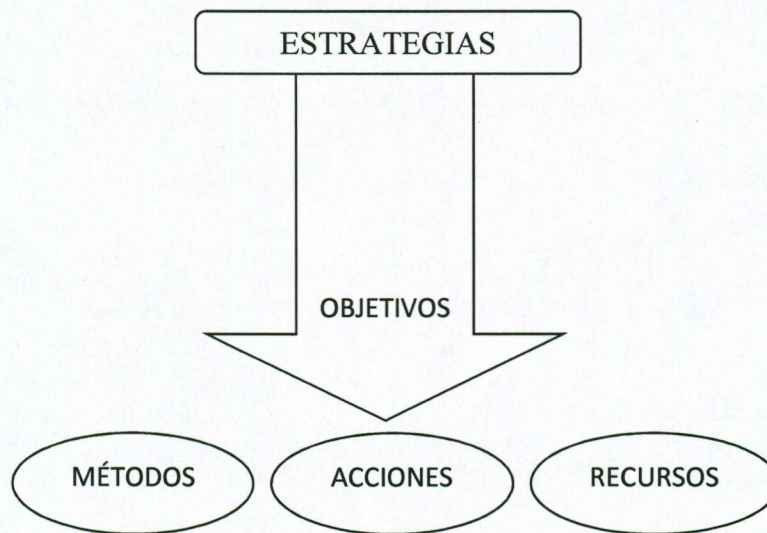 ESTRATEGIAS
OBJETIVOS
MÉTODOS
ACCIONES
RECURSOS